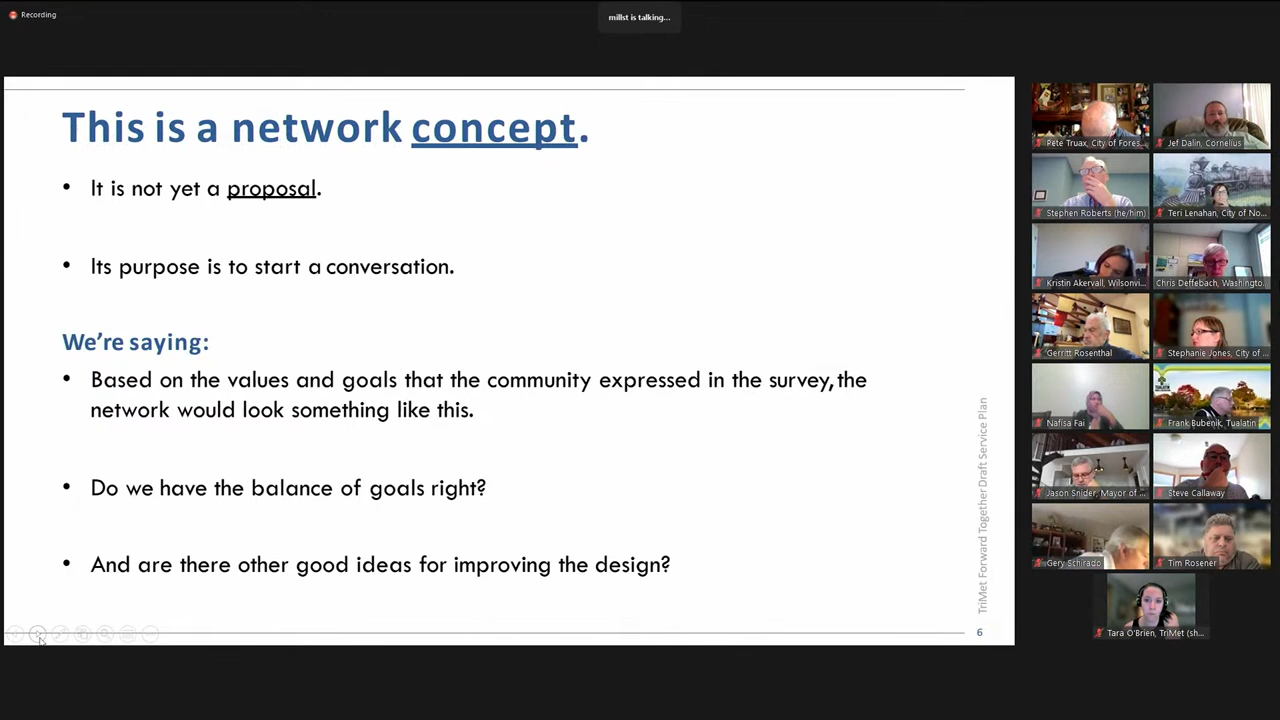 Recording
millst is talking...
This is a network concept.
• It is not yet a proposal.
• Its purpose is to start a conversation.
We're saying:
• Based on the values and goals that the community expressed in the survey, the
network would look something like this.
• Do we have the balance of goals right?
• And are there other good ideas for improving the design?
TriMet Forward Together Draft Service Plan
6
Pete Truax, City of Fores...
Jef Dalin, Cornelius
Stephen Roberts (he/him)
Teri Lenahan, City of No...
Kristin Akervall, Wilsonvi...
Chris Deffebach, Washingto...
Gerritt Rosenthal
Stephanie Jones, City of ...
Nafisa Fai
TUALATIN
Frank Bubenik, Tualatin
Jason Snider, Mayor of ...
Steve Callaway
Gery Schirado
Tim Rosener
Tara O'Brien, TriMet (sh...